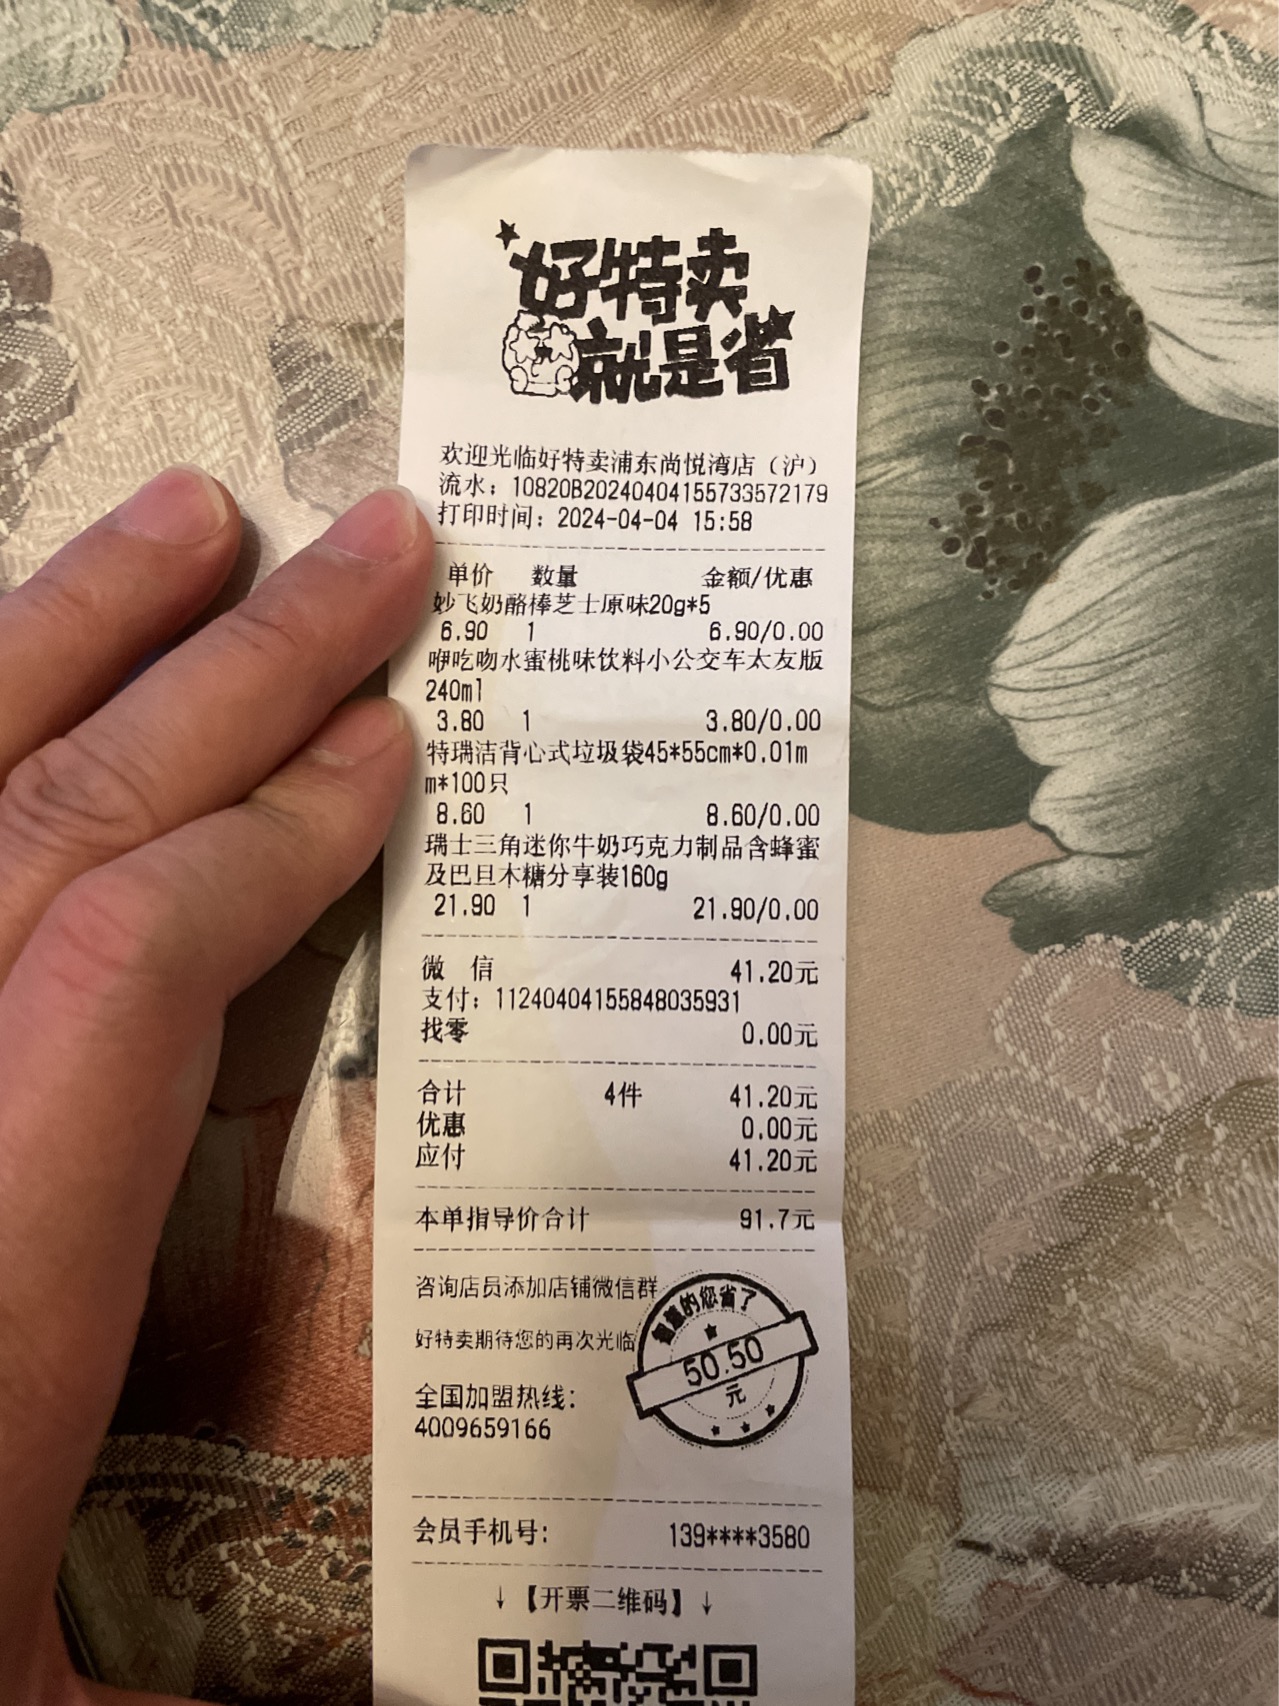 好特卖
就是省
欢迎光临好特卖浦东尚悦湾店（沪）
流水：10820B20240404155733572179
打印时间：2024-04-04 15:58
单价 数量 金额/优惠
妙飞奶酪棒芝士原味20g*5
6.90 1 6.90/0.00
咿吃吻水蜜桃味饮料小公交车太友版
240ml
3.80 1 3.80/0.00
特瑞洁背心式垃圾袋45*55cm*0.01m
m*100只
8.60 1 8.60/0.00
瑞士三角迷你牛奶巧克力制品含蜂蜜
及巴旦木糖分享装160g
21.90 1 21.90/0.00
微 信 41.20元
支付：11240404155848035931
找零 0.00元
合计 4件 41.20元
优惠 0.00元
应付 41.20元
本单指导价合计 91.7元
咨询店员添加店铺微信群
好特卖期待您的再次光临
的您省了
50.50
元
全国加盟热线：
4009659166
会员手机号： 139****3580
↓【开票二维码】↓